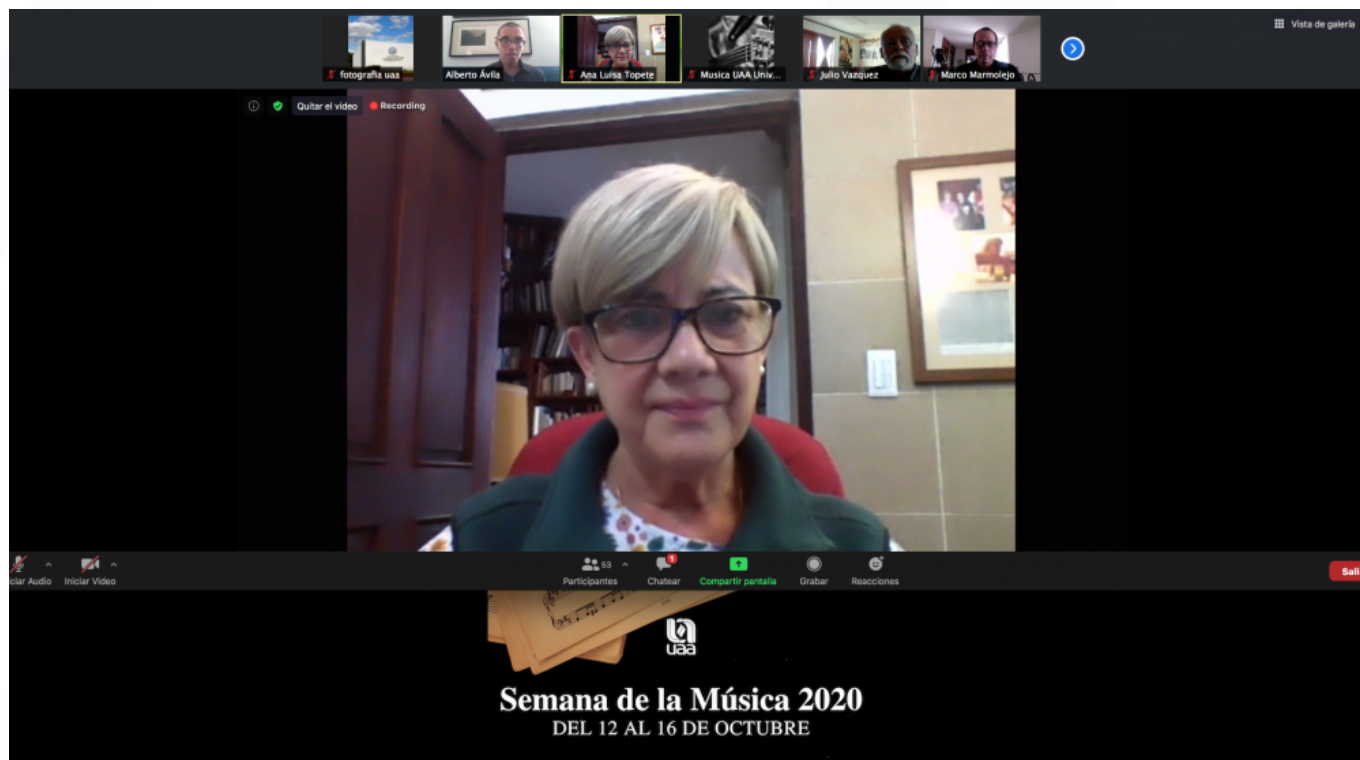 Vista de galería
fotografía uaa
Alberto Ávila
Ana Luisa Topete
Musica UAA Univ...
Julio Vazquez
Marco Marmolejo
Quitar el video
Recording
ciar Audio
Iniciar Video
53
Participantes
1
Chatear
Compartir pantalla
Grabar
Reacciones
Sali
uaa
Semana de la Música 2020
DEL 12 AL 16 DE OCTUBRE